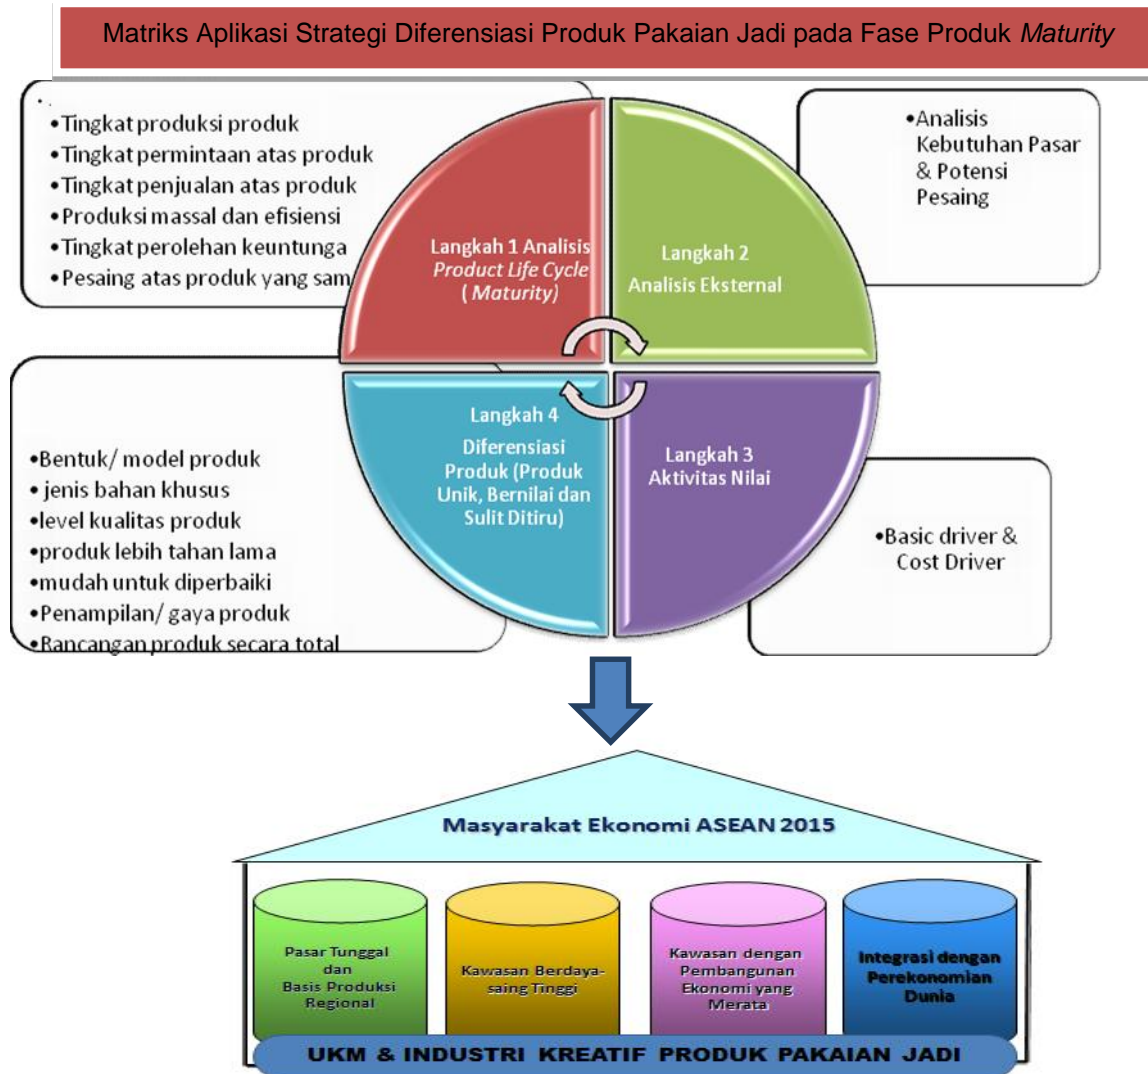 Matriks Aplikasi Strategi Diferensiasi Produk Pakaian Jadi pada Fase Produk Maturity
•Tingkat produksi produk
•Tingkat permintaan atas produk
•Tingkat penjualan atas produk
•Produksi massal dan efisiensi
•Tingkat perolehan keuntunga
•Pesaing atas produk yang sam
Langkah 1 Analisis
Product Life Cycle
( Maturity)
Langkah 2
Analisis Eksternal
•Analisis
Kebutuhan Pasar
& Potensi
Pesaing
•Bentuk/ model produk
• jenis bahan khusus
•level kualitas produk
•produk lebih tahan lama
•mudah untuk diperbaiki
•Penampilan/ gaya produk
•Rancangan produk secara total
Langkah 4
Diferensiasi
Produk (Produk
Unik, Bernilai dan
Sulit Ditiru)
Langkah 3
Aktivitas Nilai
•Basic driver &
Cost Driver
Masyarakat Ekonomi ASEAN 2015
Pasar Tunggal
dan
Basis Produksi
Regional
Kawasan Berdaya-
saing Tinggi
Kawasan dengan
Pembangunan
Ekonomi yang
Merata
Integrasi dengan
Perekonomian
Dunia
UKM & INDUSTRI KREATIF PRODUK PAKAIAN JADI